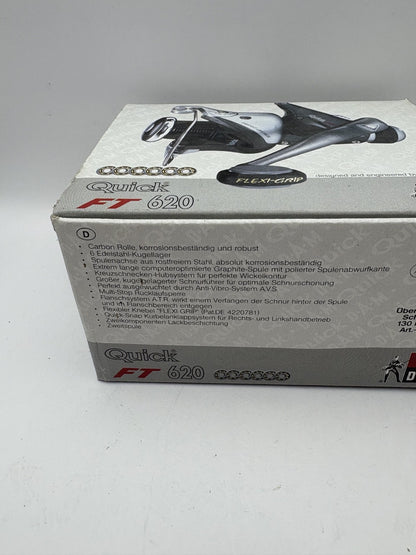 FLEXI-GRIP
designed and engineered
Quick
FT 620
D
• Carbon Rolle, korrosionsbeständig und robust
• 6 Edelstahl-Kugellager
• Spulenachse aus rostfreiem Stahl, absolut korrosionsbeständig
• Extrem lange computeroptimierte Graphite-Spule mit polierter Spulenabwurfkante
• Kreuzschnecken-Hubsystem für perfekte Wickelkontur
• Großer, kugelgelagerter Schnurführer für optimale Schnurschonung
• Perfekt ausgewuchtet durch Anti-Vibro-System A.V.S.
• Multi-Stop Rücklaufsperre
• Flanschsystem A.T.R. wirkt einem Verlangen der Schnur hinter der Spule
und im Flanschbereich entgegen
• Flexibler Knebel "FLEXI GRIP" (Pat.DE 4220781)
• Quick-Snap Kurbelanklappsystem für Rechts- und Linkshandbetrieb
• Zweikomponenten Lackbeschichtung
• Zweitspule
130
Art.-
Quick
FT 620
D